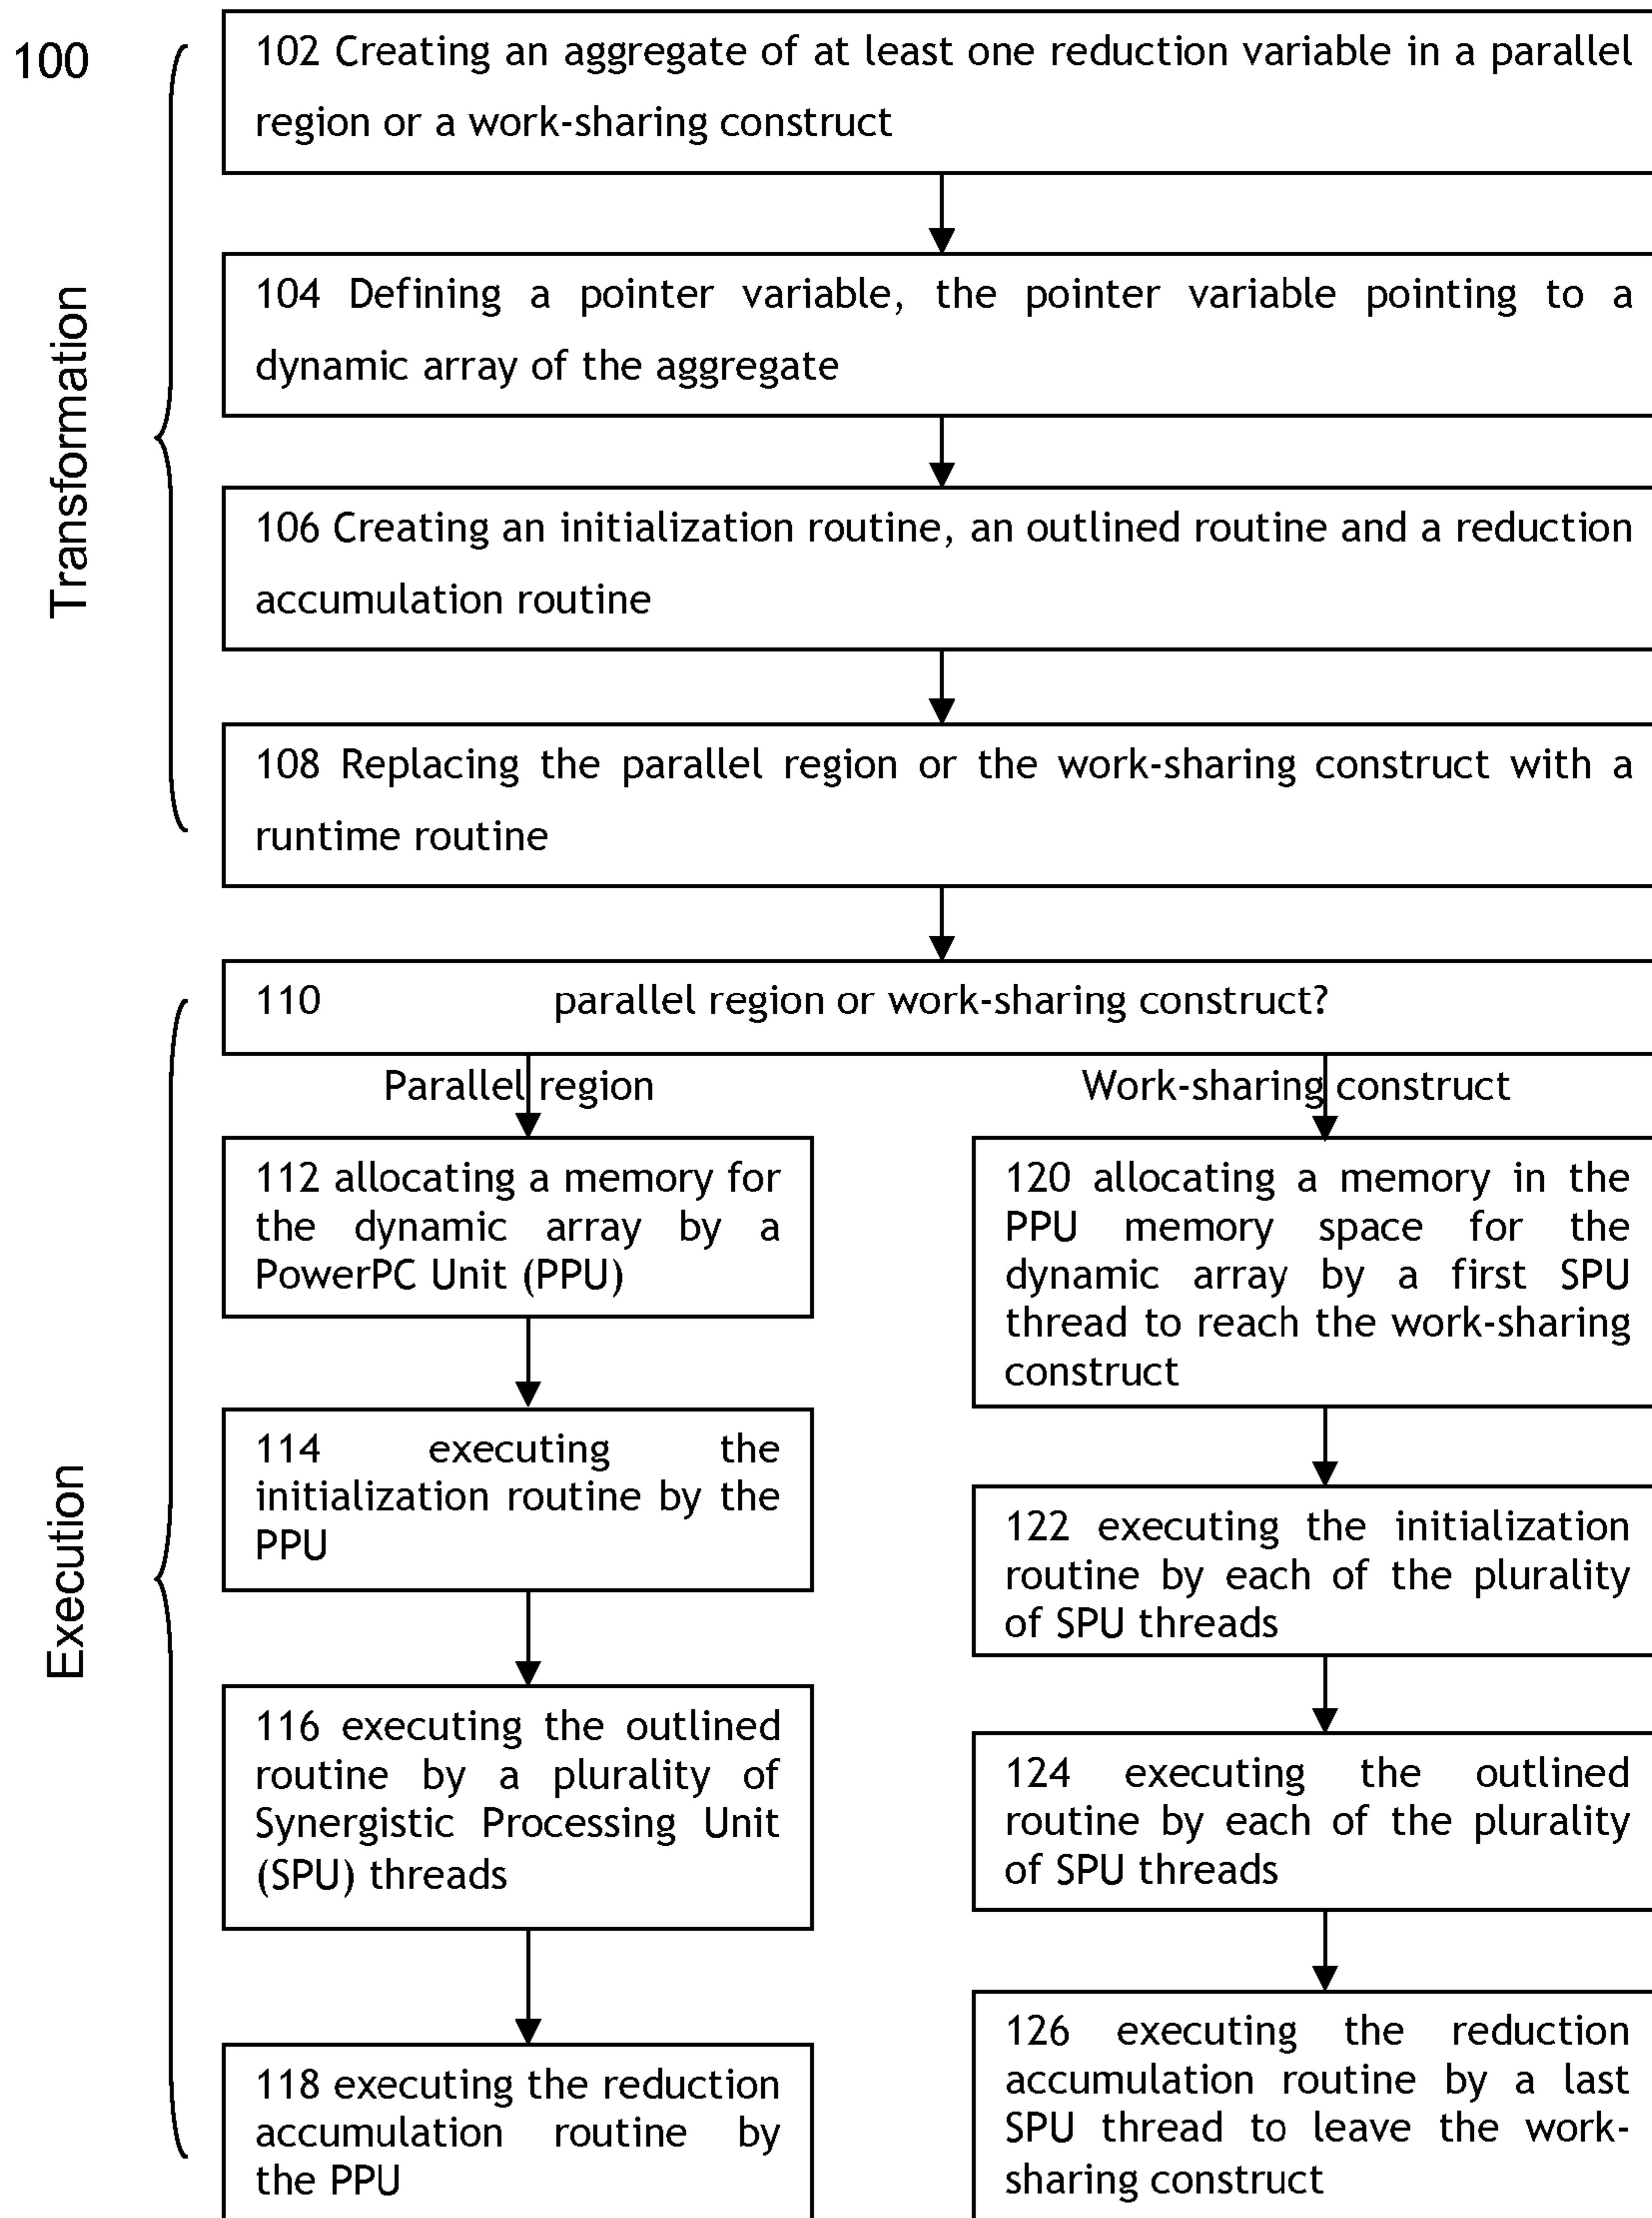 100
Transformation
102 Creating an aggregate of at least one reduction variable in a parallel
region or a work-sharing construct
104 Defining a pointer variable, the pointer variable pointing to a
dynamic array of the aggregate
106 Creating an initialization routine, an outlined routine and a reduction
accumulation routine
108 Replacing the parallel region or the work-sharing construct with a
runtime routine
Execution
110 parallel region or work-sharing construct?
Parallel region
112 allocating a memory for
the dynamic array by a
PowerPC Unit (PPU)
114 executing the
initialization routine by the
PPU
116 executing the outlined
routine by a plurality of
Synergistic Processing Unit
(SPU) threads
118 executing the reduction
accumulation routine by
the PPU
Work-sharing construct
120 allocating a memory in the
PPU memory space for the
dynamic array by a first SPU
thread to reach the work-sharing
construct
122 executing the initialization
routine by each of the plurality
of SPU threads
124 executing the outlined
routine by each of the plurality
of SPU threads
126 executing the reduction
accumulation routine by a last
SPU thread to leave the work-
sharing construct